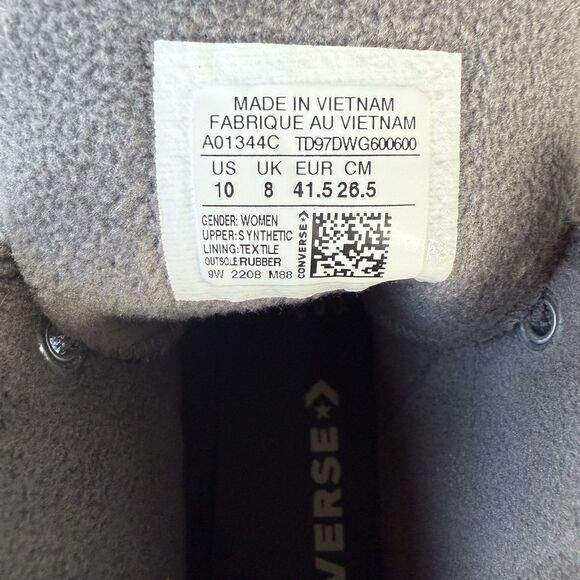 MADE IN VIETNAM
FABRIQUE AU VIETNAM
A01344C TD97DWG600600
US UK EUR CM
10 8 41.5 26.5
GENDER: WOMEN
UPPER: SYNTHETIC
LINING: TEXTILE
OUTSOLE: RUBBER
9W 2208 M88
CONVERSE
CONVERSE